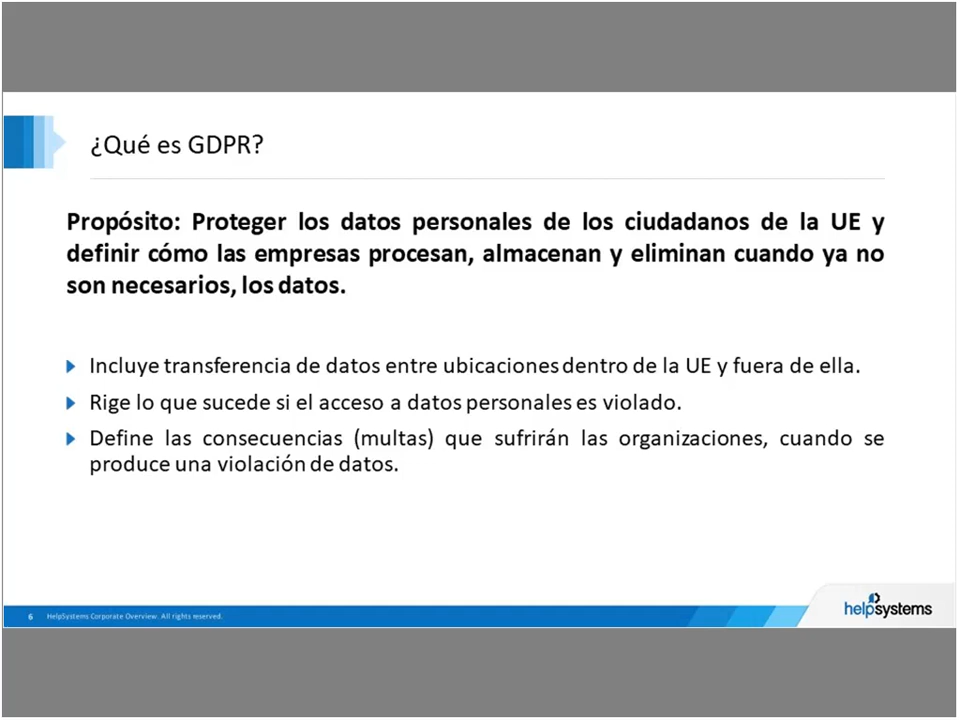 ¿Qué es GDPR?
Propósito: Proteger los datos personales de los ciudadanos de la UE y
definir cómo las empresas procesan, almacenan y eliminan cuando ya no
son necesarios, los datos.
Incluye transferencia de datos entre ubicaciones dentro de la UE y fuera de ella.
Rige lo que sucede si el acceso a datos personales es violado.
Define las consecuencias (multas) que sufrirán las organizaciones, cuando se
produce una violación de datos.
6 HelpSystems Corporate Overview. All rights reserved.
helpsystems